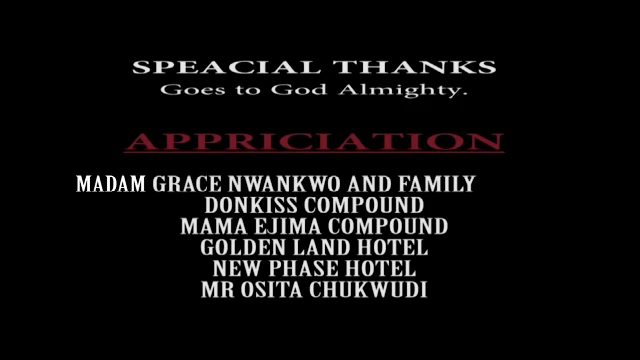 SPEACIAL THANKS
Goes to God Almighty.
APPRICIATION
MADAM GRACE NWANKWO AND FAMILY
DONKISS COMPOUND
MAMA EJIMA COMPOUND
GOLDEN LAND HOTEL
NEW PHASE HOTEL
MR OSITA CHUKWUDI